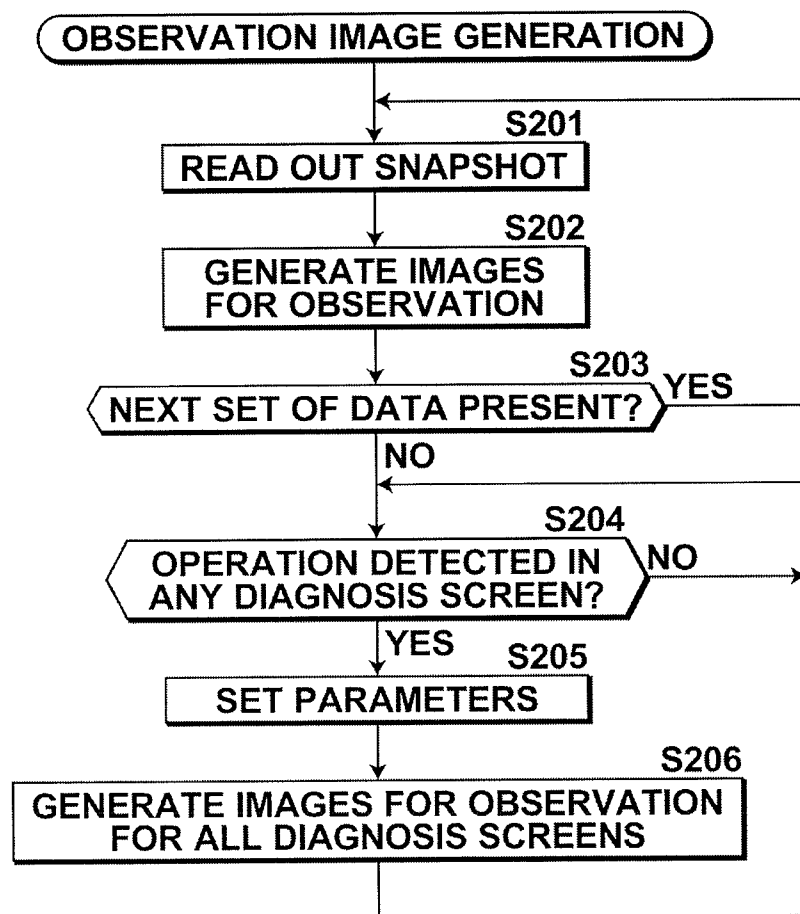 OBSERVATION IMAGE GENERATION
S201
READ OUT SNAPSHOT
S202
GENERATE IMAGES
FOR OBSERVATION
S203
NEXT SET OF DATA PRESENT?
YES
NO
S204
OPERATION DETECTED IN
ANY DIAGNOSIS SCREEN?
NO
YES
S205
SET PARAMETERS
S206
GENERATE IMAGES FOR OBSERVATION
FOR ALL DIAGNOSIS SCREENS